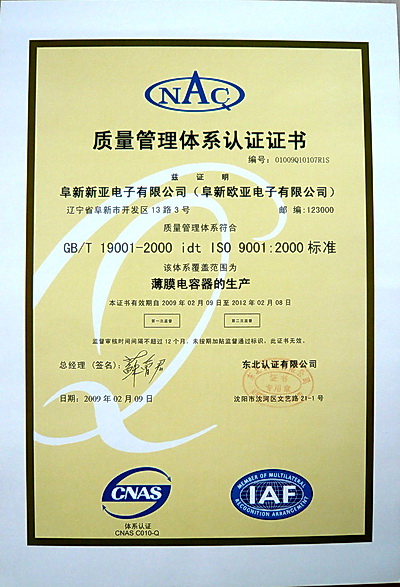 NAC
质量管理体系认证证书
编号: 01009Q10107R1S
兹 证 明
阜新新亚电子有限公司（阜新欧亚电子有限公司）
辽宁省阜新市开发区13路3号 邮 编:123000
质量管理体系符合
GB/T 19001-2000 idt ISO 9001:2000标准
该体系覆盖范围为
薄膜电容器的生产
本证书有效期自2009年02月09日至2012年02月08日
第一次监督 第二次监督
监督审核时间间隔不超过12个月，未按期加贴监督通过标识，此证书无效。
总经理（签名）: 东北认证有限公司
证书
专用章
日期: 2009年02月09日 沈阳市沈河区文艺路21-1号
CNAS
体系认证
CNAS C010-Q
MEMBER OF MULTILATERAL
IAF
RECOGNITION ARRANGEMENT